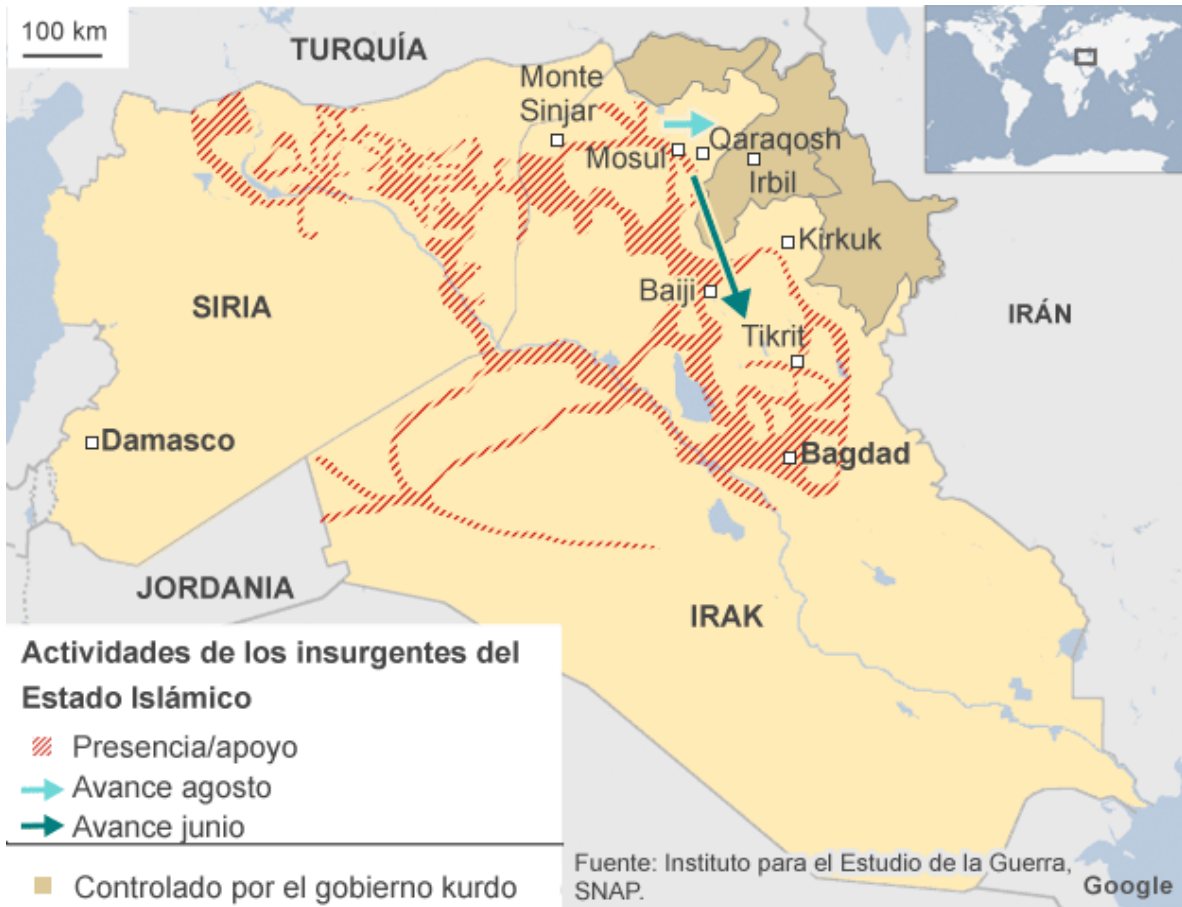 100 km
TURQUÍA
Monte
Sinjar
Mosul
Qaraqosh
Irbil
Kirkuk
Baiji
SIRIA
IRÁN
Tikrit
Damasco
Bagdad
JORDANIA
IRAK
Actividades de los insurgentes del
Estado Islámico
Presencia/apoyo
Avance agosto
Avance junio
Controlado por el gobierno kurdo
Fuente: Instituto para el Estudio de la Guerra,
SNAP.
Google